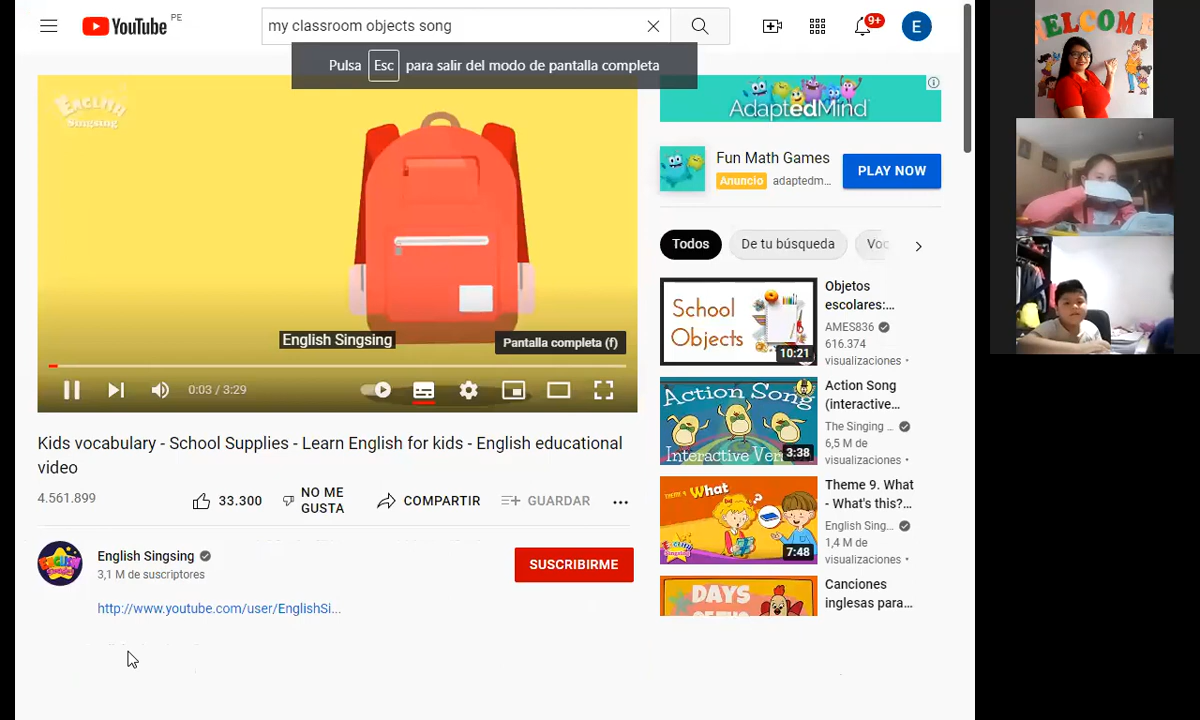 YouTube PE
my classroom objects song
9+
E
Pulsa Esc para salir del modo de pantalla completa
ENGLISH
Singsing
English Singsing
Pantalla completa (f)
0:03 / 3:29
Kids vocabulary - School Supplies - Learn English for kids - English educational
video
4.561.899
33.300
NO ME
GUSTA
COMPARTIR
GUARDAR
English Singsing
3,1 M de suscriptores
SUSCRIBIRME
http://www.youtube.com/user/EnglishSi...
AdaptedMind
Fun Math Games
Anuncio adaptedm...
PLAY NOW
Todos
De tu búsqueda
Voc
School
Objects
10:21
Objetos
escolares:...
AMES836
616.374
visualizaciones •
Action Song
Interactive Ver
3:38
Action Song
(interactive...
The Singing ...
6,5 M de
visualizaciones •
THEME 9. What
ENGLISH
7:48
Theme 9. What
- What's this?...
English Sing...
1,4 M de
visualizaciones •
DAYS
Canciones
inglesas para...
WELCOME